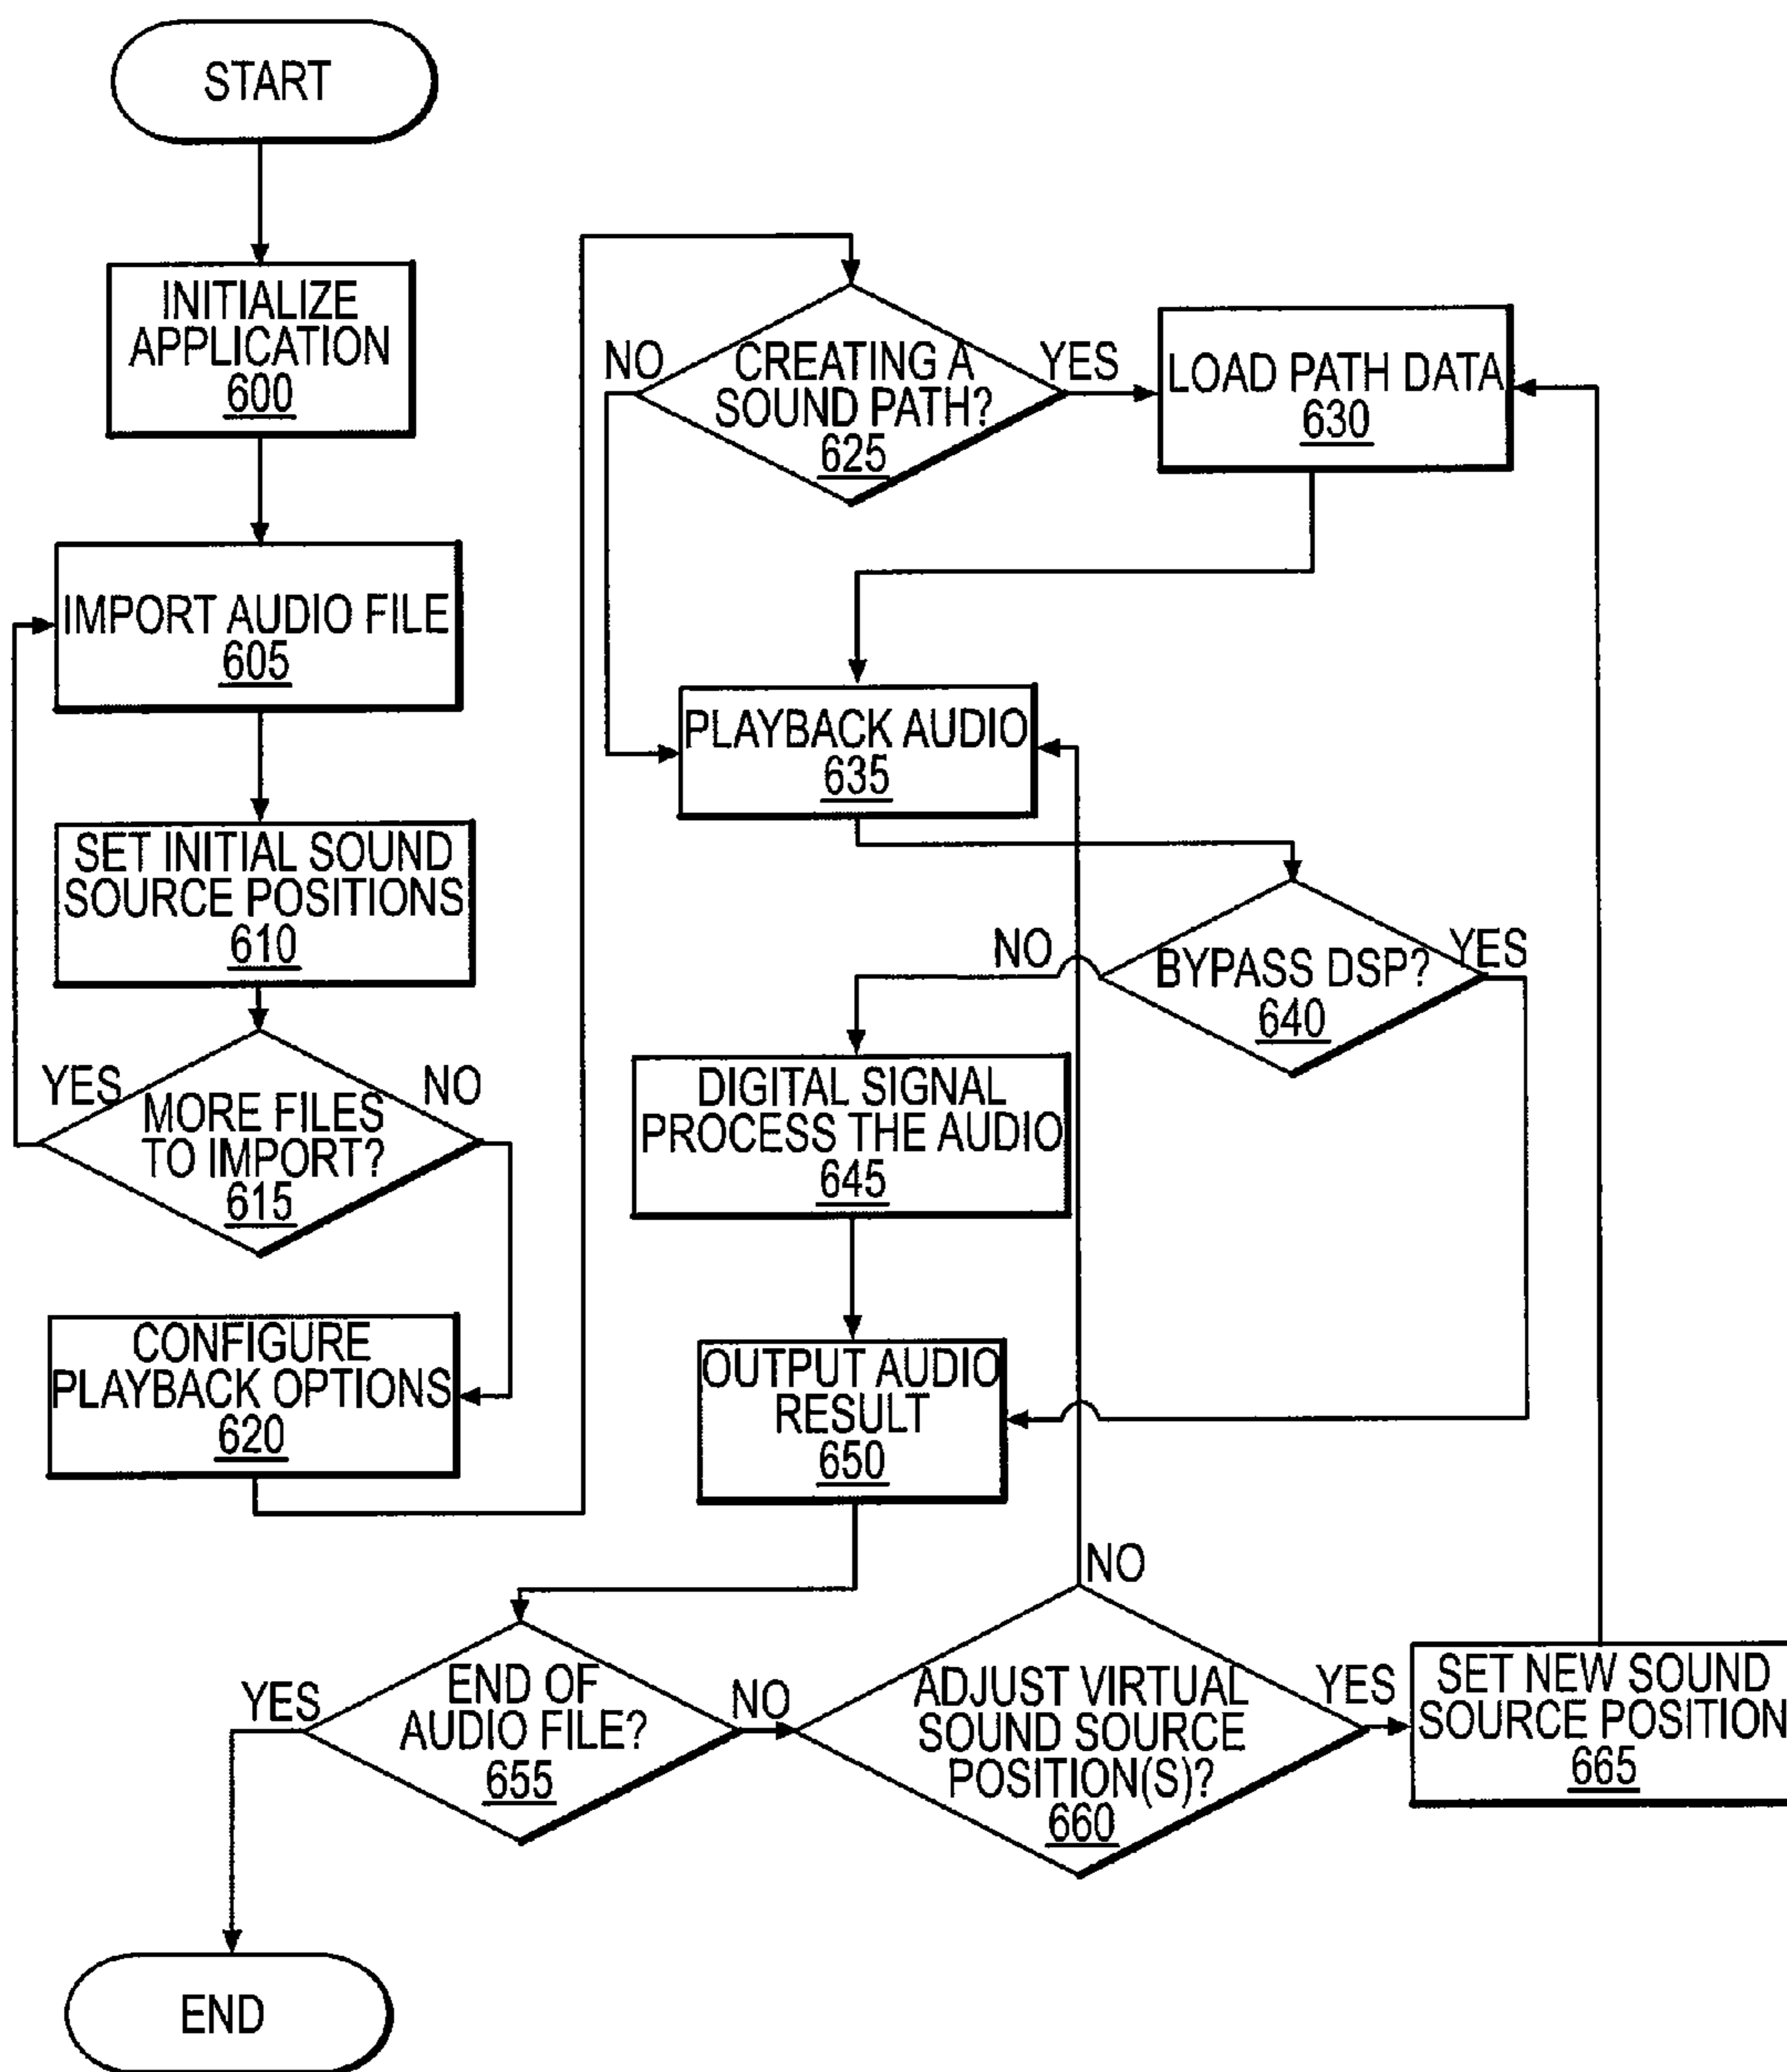 START
INITIALIZE
APPLICATION
600
IMPORT AUDIO FILE
605
SET INITIAL SOUND
SOURCE POSITIONS
610
YES
NO
MORE FILES
TO IMPORT?
615
CONFIGURE
PLAYBACK OPTIONS
620
NO
CREATING A
SOUND PATH?
625
YES
LOAD PATH DATA
630
PLAYBACK AUDIO
635
NO
BYPASS DSP?
640
YES
DIGITAL SIGNAL
PROCESS THE AUDIO
645
OUTPUT AUDIO
RESULT
650
YES
END OF
AUDIO FILE?
655
NO
NO
ADJUST VIRTUAL
SOUND SOURCE
POSITION(S)?
660
YES
SET NEW SOUND
SOURCE POSITION
665
END